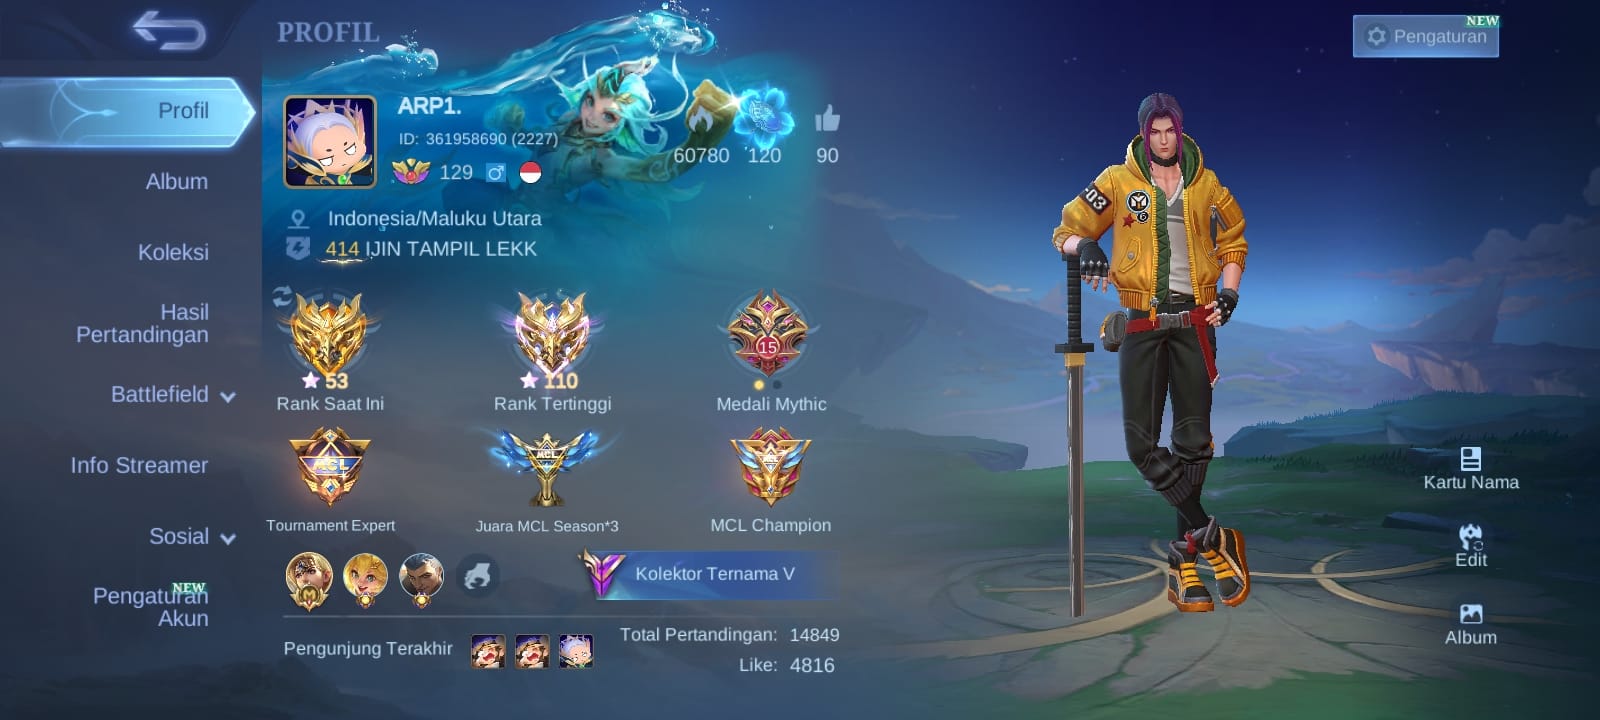 PROFIL
NEW
Pengaturan
Profil
Album
Koleksi
Hasil
Pertandingan
Battlefield
Info Streamer
Sosial
NEW
Pengaturan
Akun
ARP1.
ID: 361958690 (2227)
129
60780
120
90
Indonesia/Maluku Utara
414 IJIN TAMPIL LEKK
53
Rank Saat Ini
110
Rank Tertinggi
15
Medali Mythic
MCL
Tournament Expert
MCL
Juara MCL Season*3
MCL
MCL Champion
Kolektor Ternama V
Pengunjung Terakhir
Total Pertandingan: 14849
Like: 4816
-03
6
Kartu Nama
Edit
Album